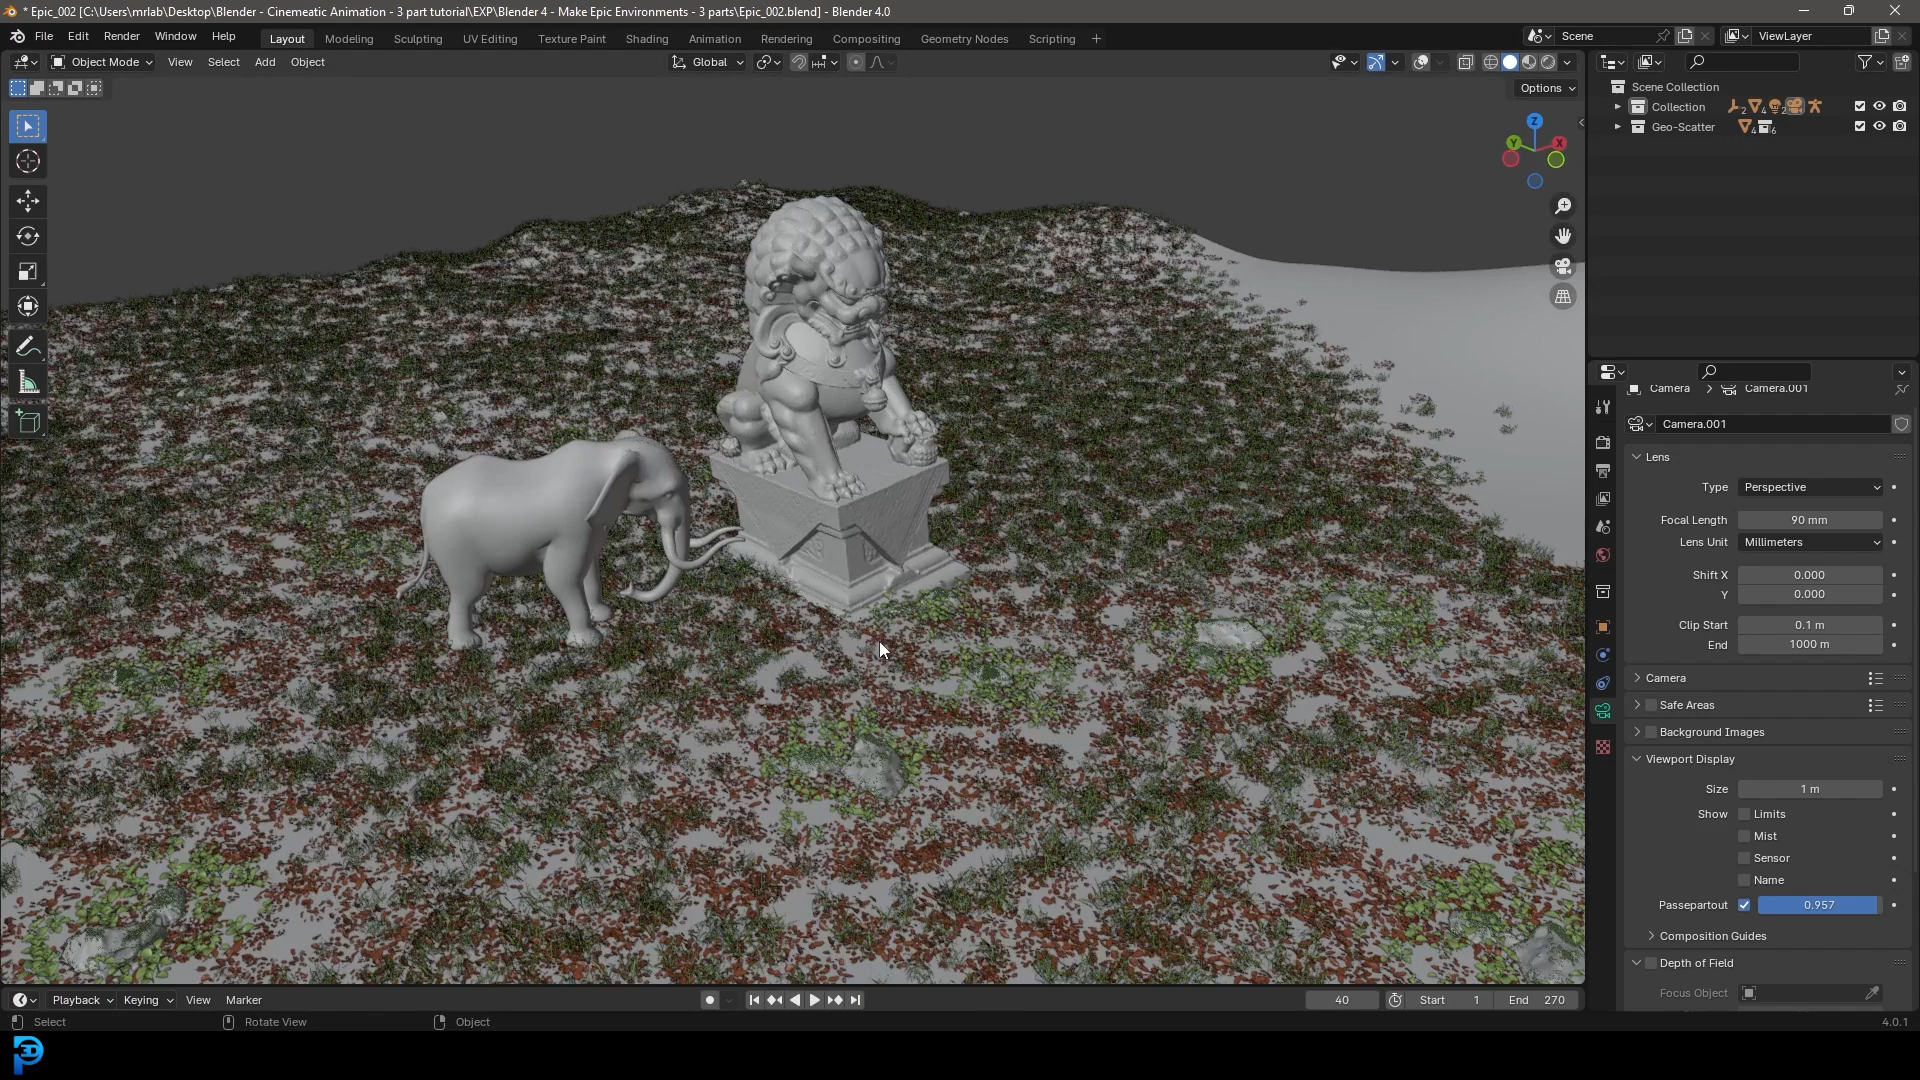 * Epic_002 [C:\Users\mrlab\Desktop\Blender - Cinemeatic Animation - 3 part tutorial\EXP\Blender 4 - Make Epic Environments - 3 parts\Epic_002.blend] - Blender 4.0
File Edit Render Window Help Layout Modeling Sculpting UV Editing Texture Paint Shading Animation Rendering Compositing Geometry Nodes Scripting + Scene ViewLayer
Object Mode View Select Add Object Global
Options
Scene Collection
Collection 2 4 2
Geo-Scatter 4 6
Z
Y X
Camera > Camera.001
Camera.001
Lens
Type Perspective
Focal Length 90 mm
Lens Unit Millimeters
Shift X 0.000
Y 0.000
Clip Start 0.1 m
End 1000 m
Camera
Safe Areas
Background Images
Viewport Display
Size 1 m
Show Limits
Mist
Sensor
Name
Passepartout 0.957
Composition Guides
Depth of Field
Focus Object
Playback Keying View Marker 40 Start 1 End 270
Select Rotate View Object 4.0.1
3D